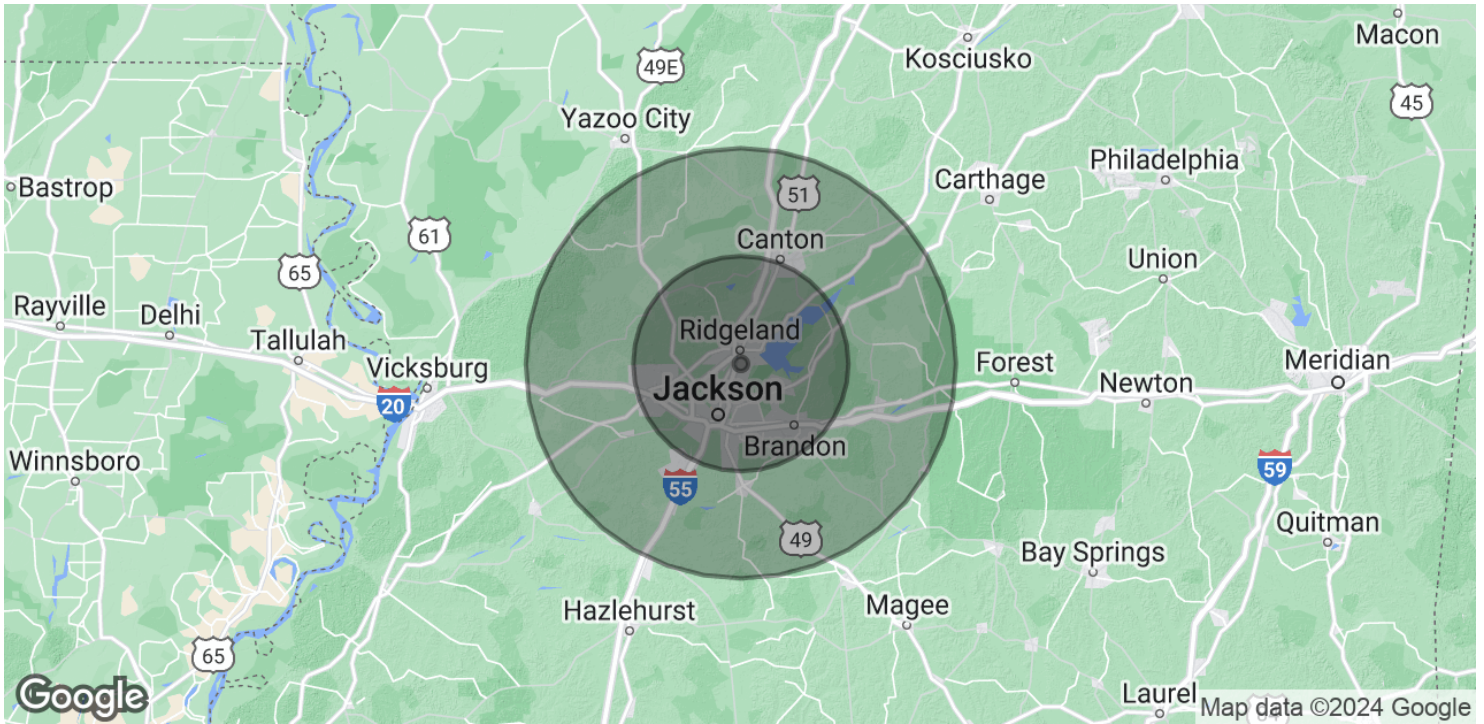 Macon
Kosciusko
49E
45
Yazoo City
Philadelphia
Carthage
Bastrop
51
61
Canton
Union
65
Rayville
Delhi
Ridgeland
Tallulah
Vicksburg
Forest
Meridian
Jackson
Newton
20
Brandon
Winnsboro
59
55
Quitman
49
Bay Springs
Hazlehurst
Magee
65
Laurel
Google
Map data ©2024 Google